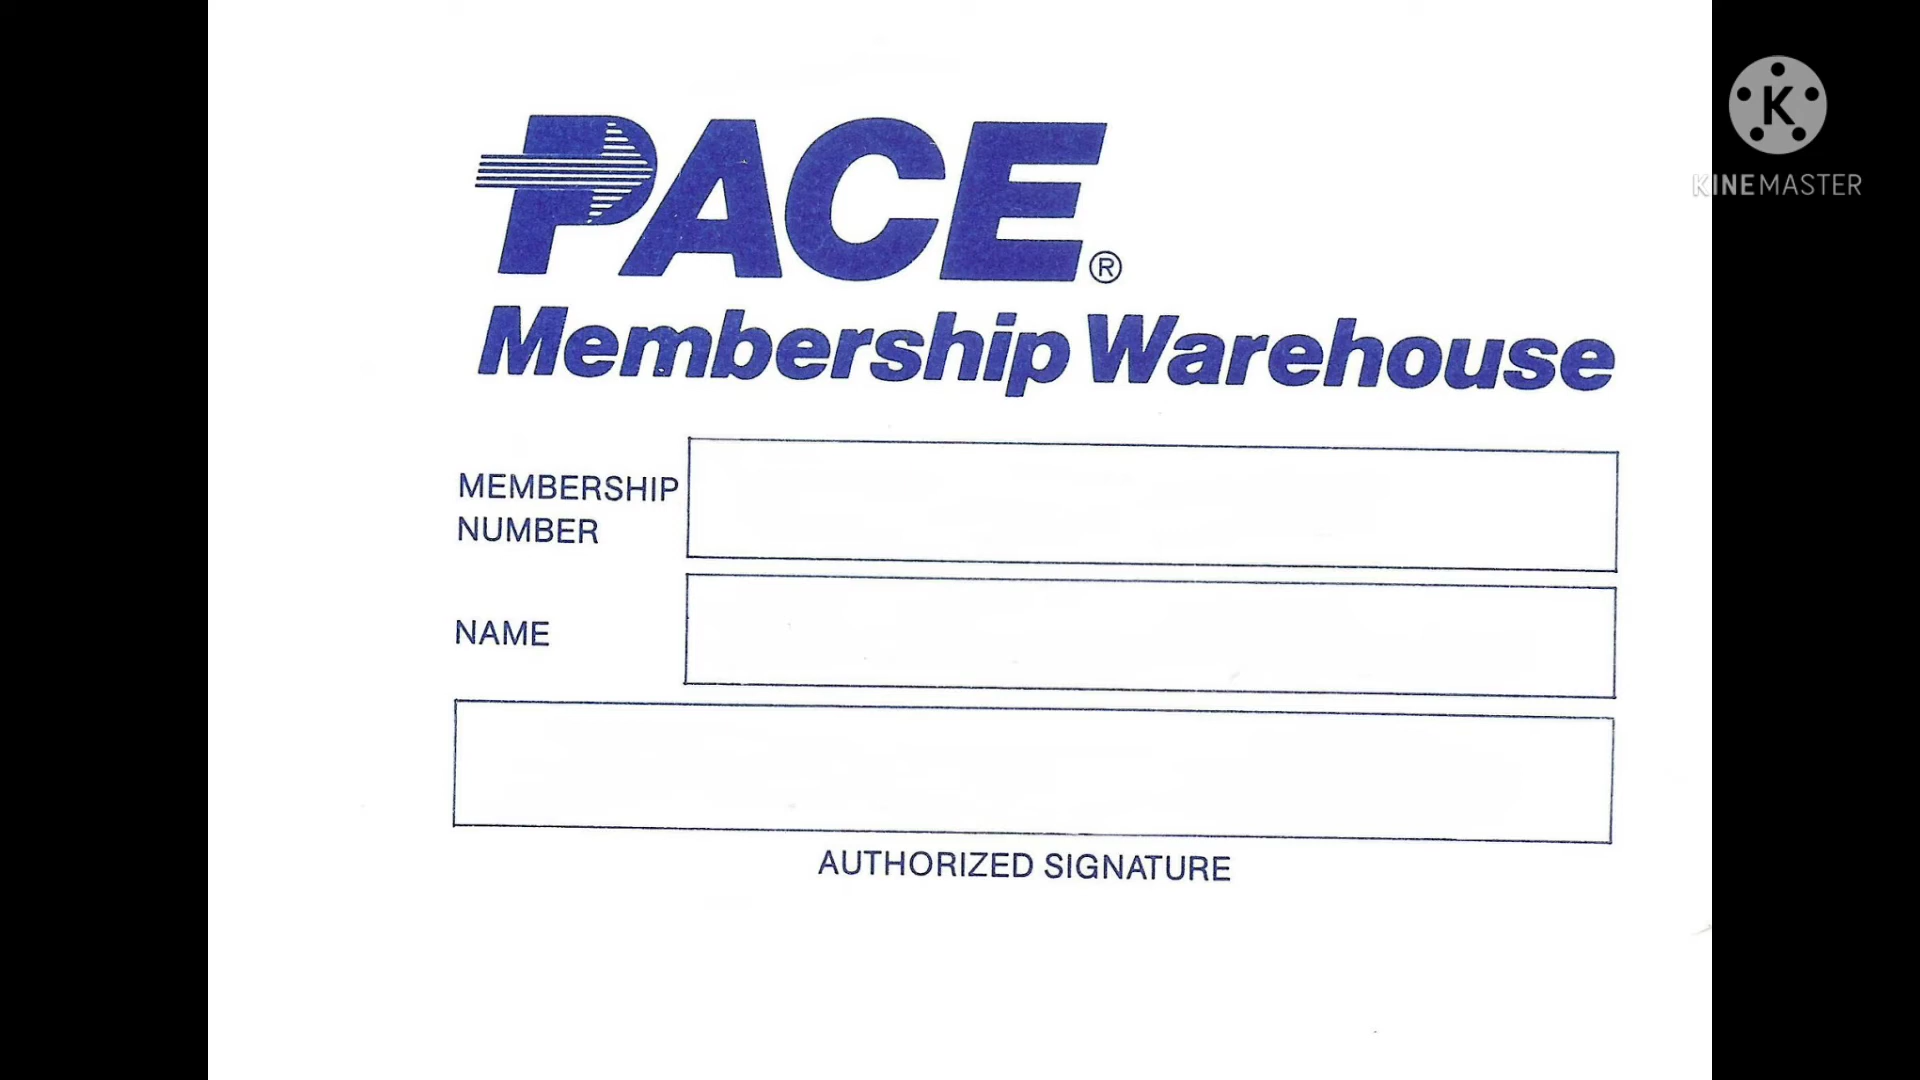 PACE®
Membership Warehouse
MEMBERSHIP
NUMBER
NAME
AUTHORIZED SIGNATURE
K
KINEMASTER